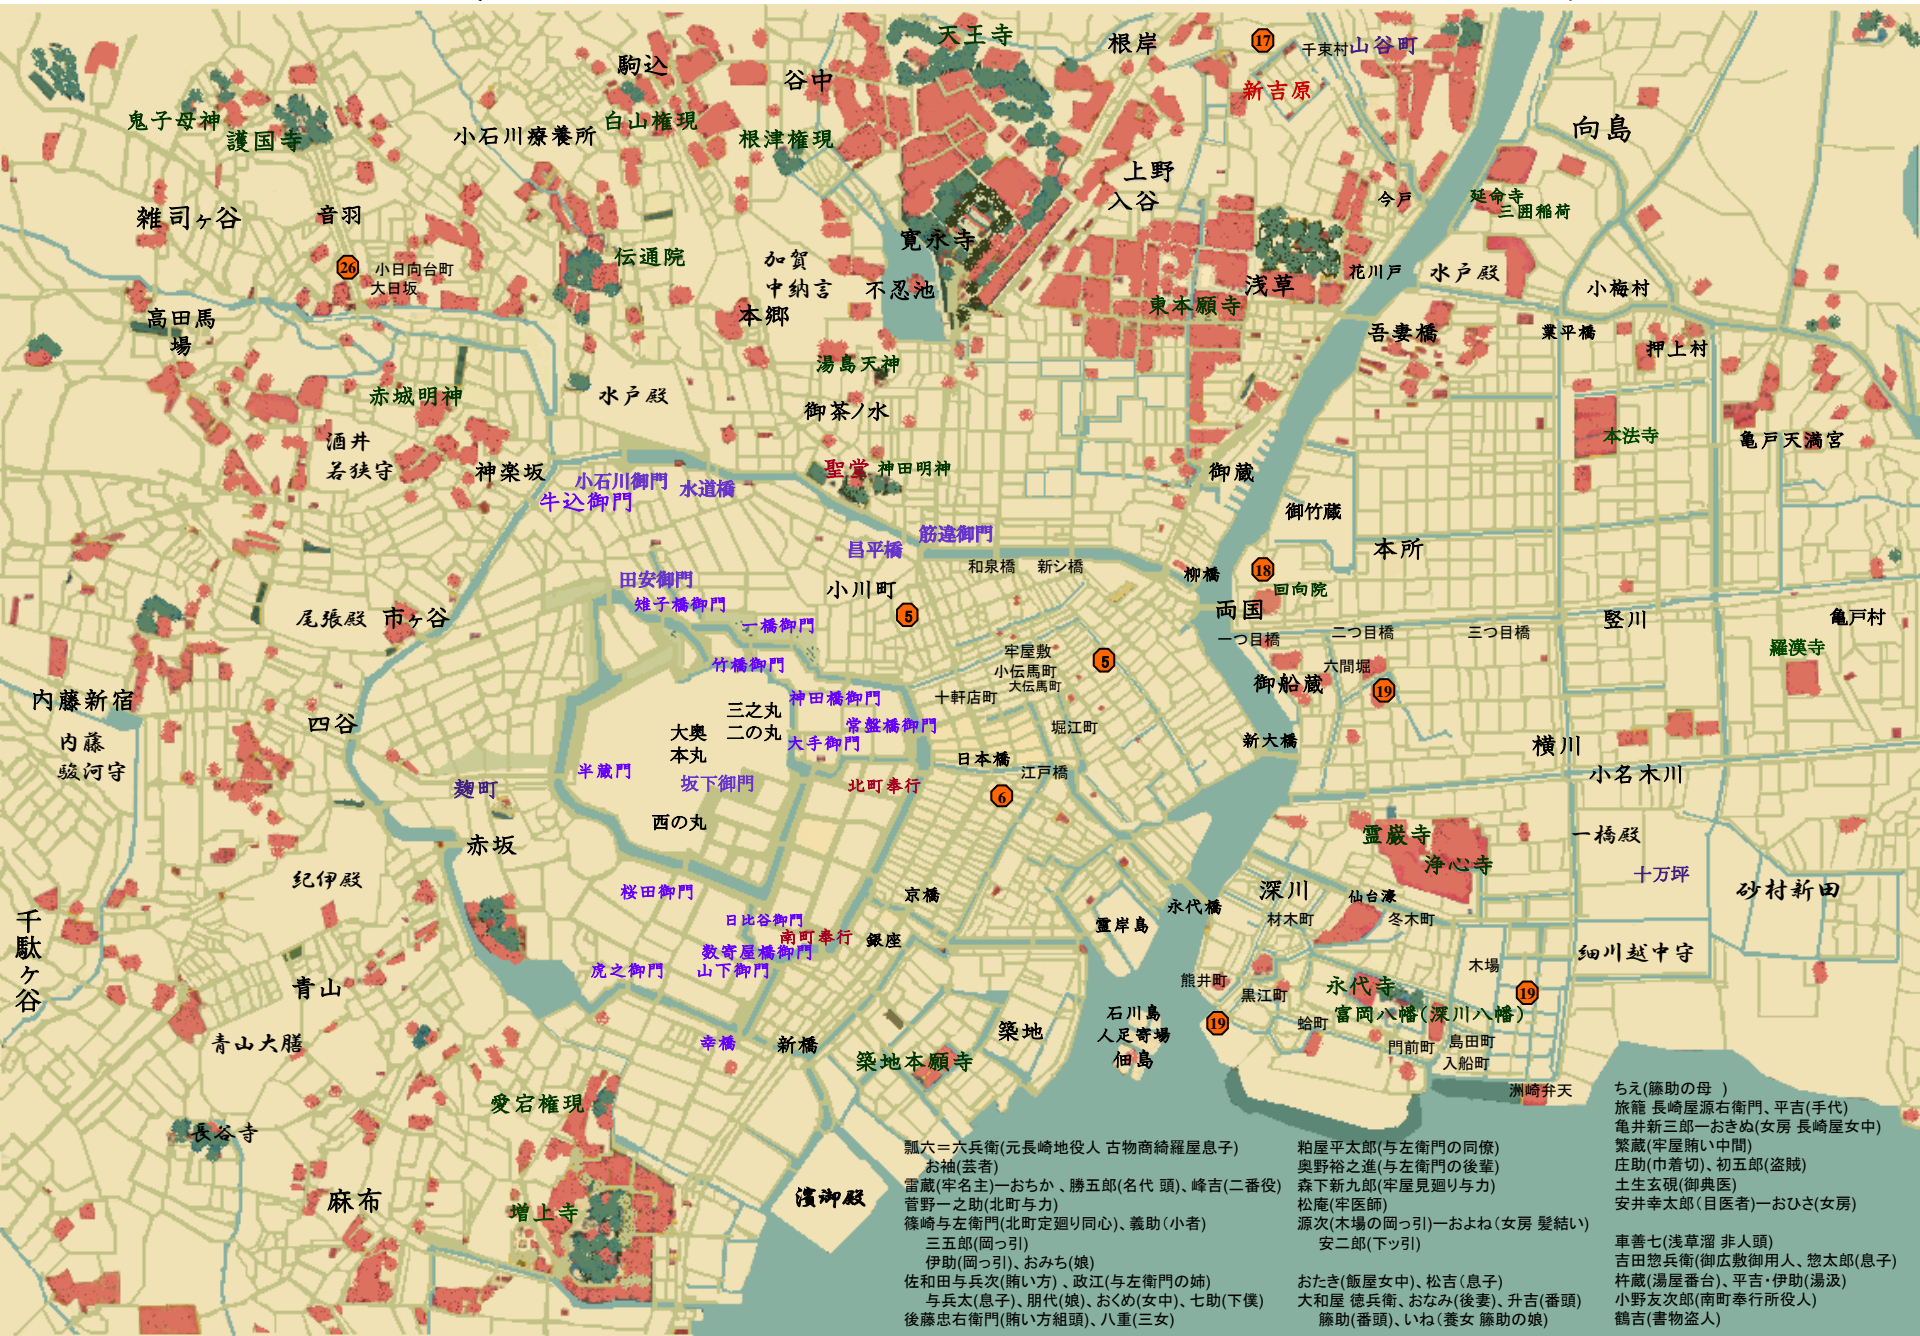 天王寺
根岸
17
千束村
山谷町
駒込
谷中
新吉原
向島
鬼子母神
護国寺
小石川療養所
白山権現
根津権現
上野
入谷
今戸
延命寺
三囲稲荷
雑司ヶ谷
音羽
寛永寺
伝通院
加賀
中納言
不忍池
本郷
26
小日向台町
大日坂
浅草
花川戸
水戸殿
小梅村
東本願寺
高田馬
場
吾妻橋
業平橋
押上村
湯島天神
赤城明神
水戸殿
御茶ノ水
酒井
若狭守
神楽坂
本法寺
亀戸天満宮
聖堂
神田明神
御蔵
小石川御門
水道橋
牛込御門
御竹蔵
筋違御門
昌平橋
本所
和泉橋
新シ橋
柳橋
18
回向院
田安御門
雉子橋御門
小川町
5
両国
尾張殿
市ヶ谷
一橋御門
一つ目橋
二つ目橋
三つ目橋
竪川
亀戸村
羅漢寺
竹橋御門
牢屋敷
小伝馬町
大伝馬町
5
六間堀
御船蔵
19
内藤新宿
神田橋御門
十軒店町
三之丸
二の丸
大奥
本丸
常盤橋御門
大手御門
堀江町
四谷
内藤
駿河守
新大橋
横川
日本橋
江戸橋
半蔵門
坂下御門
北町奉行
小名木川
麹町
6
西の丸
赤坂
霊巌寺
浄心寺
一橋殿
十万坪
砂村新田
紀伊殿
桜田御門
京橋
深川
仙台濠
永代橋
材木町
冬木町
霊岸島
千駄ヶ谷
日比谷御門
南町奉行
銀座
数寄屋橋御門
虎之御門
山下御門
細川越中守
木場
青山
熊井町
黒江町
永代寺
19
富岡八幡(深川八幡)
石川島
人足寄場
佃島
19
蛤町
築地
青山大膳
幸橋
新橋
門前町
島田町
入船町
築地本願寺
洲崎弁天
愛宕権現
長谷寺
麻布
増上寺
濱御殿
瓢六＝六兵衛(元長崎地役人 古物商綺羅屋息子)
お袖(芸者)
雷蔵(牢名主)ーおちか 、勝五郎(名代 頭)、峰吉(二番役)
菅野一之助(北町与力)
篠崎与左衛門(北町定廻り同心)、義助(小者)
三五郎(岡っ引)
伊助(岡っ引)、おみち(娘)
佐和田与兵次(賄い方) 、政江(与左衛門の姉)
与兵太(息子)、朋代(娘)、おくめ(女中)、七助(下僕)
後藤忠右衛門(賄い方組頭)、八重(三女)
粕屋平太郎(与左衛門の同僚)
奥野裕之進(与左衛門の後輩)
森下新九郎(牢屋見廻り与力)
松庵(牢医師)
源次(木場の岡っ引)ーおよね(女房 髪結い)
安二郎(下ッ引)
おたき(飯屋女中)、松吉(息子)
大和屋 徳兵衛、おなみ(後妻)、升吉(番頭)
籐助(番頭)、いね(養女 籐助の娘)
ちえ(籐助の母 )
旅籠 長崎屋源右衛門、平吉(手代)
亀井新三郎ーおきぬ(女房 長崎屋女中)
繁蔵(牢屋賄い中間)
庄助(巾着切)、初五郎(盗賊)
土生玄硯(御典医)
安井幸太郎(目医者)ーおひさ(女房)
車善七(浅草溜 非人頭)
吉田惣兵衛(御広敷御用人、惣太郎(息子)
杵蔵(湯屋番台)、平吉・伊助(湯汲)
小野友次郎(南町奉行所役人)
鶴吉(書物盗人)